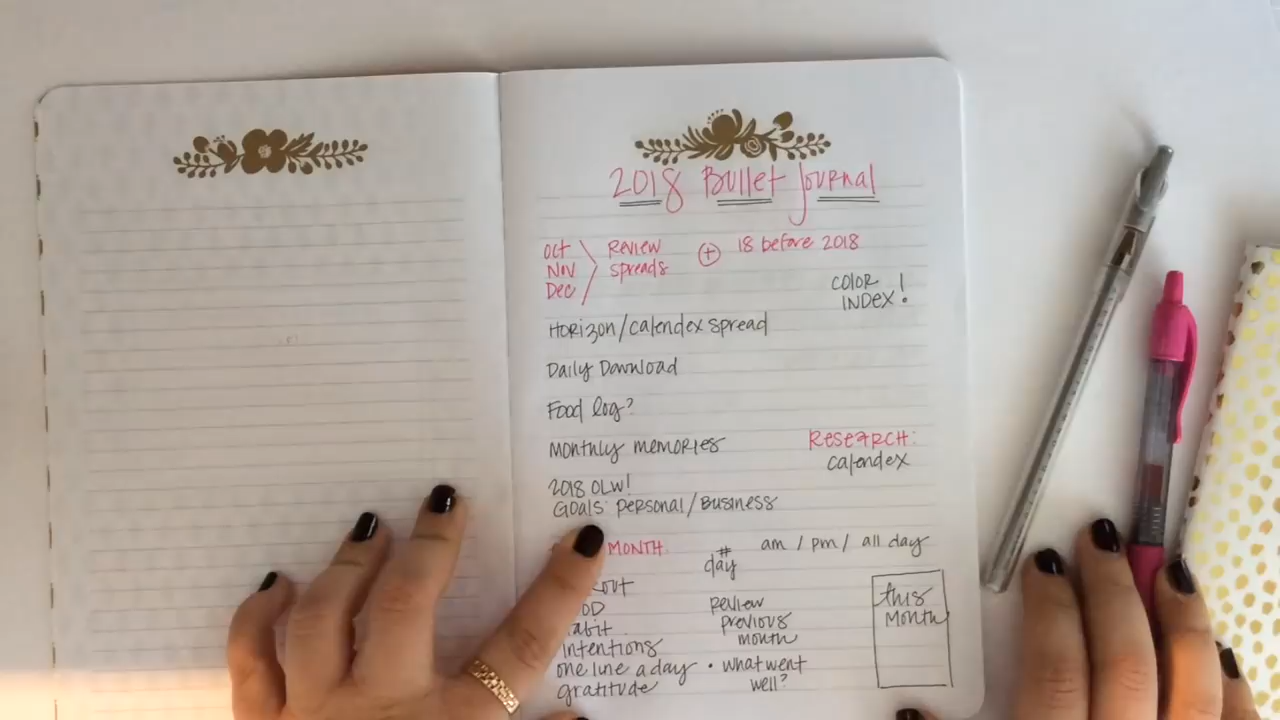 2018 Bullet Journal
Oct
Nov
Dec
Review
spreads
+ 18 before 2018
COLOR
INDEX!
Horizon/calendex spread
Daily Download
Food log?
Monthly memories
RESEARCH:
calendex
2018 OLW!
Goals: personal/Business
MONTH:
# day
am / pm / all day
intentions
one line a day
gratitude
review
previous
month
• what went
well?
this
Month